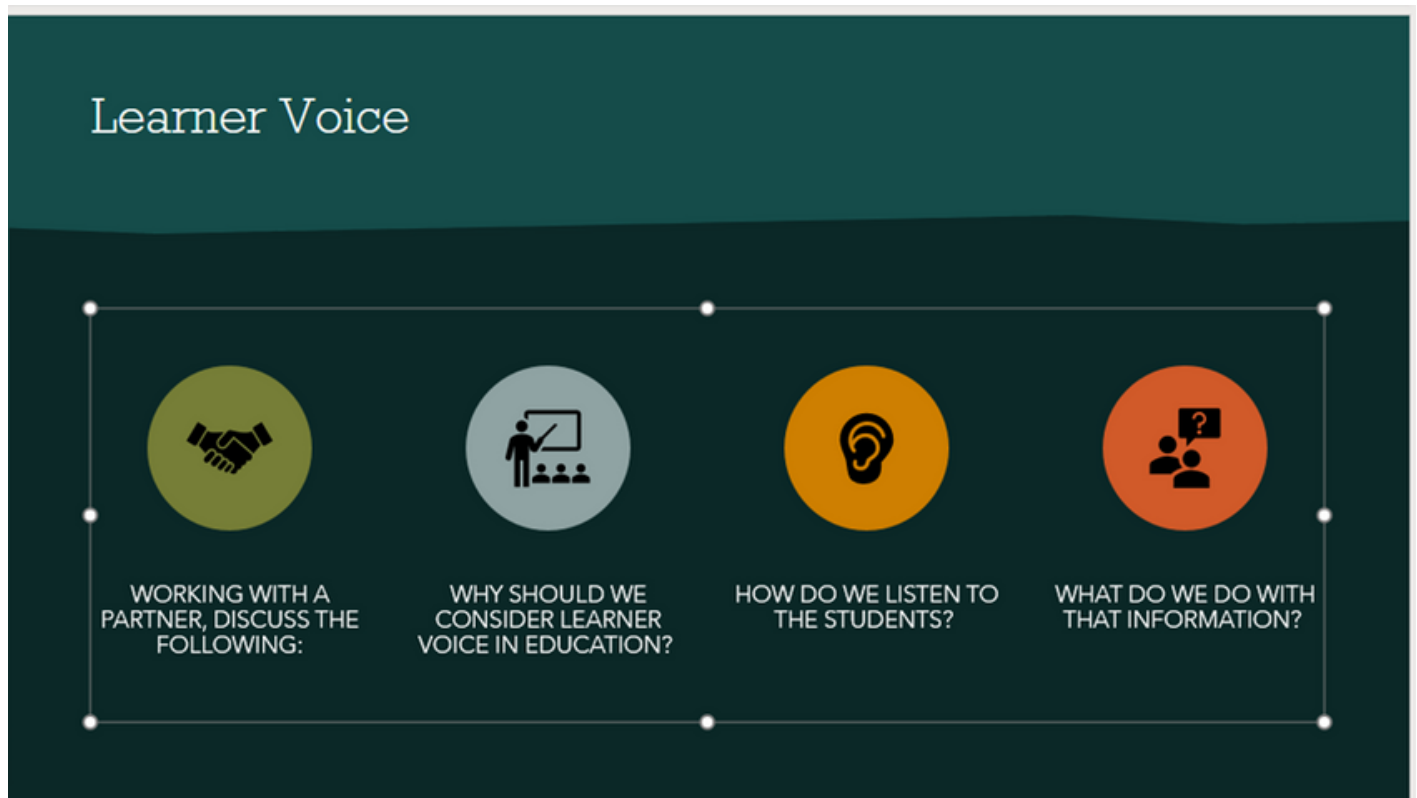 Learner Voice
WORKING WITH A
PARTNER, DISCUSS THE
FOLLOWING:
WHY SHOULD WE
CONSIDER LEARNER
VOICE IN EDUCATION?
HOW DO WE LISTEN TO
THE STUDENTS?
?
WHAT DO WE DO WITH
THAT INFORMATION?